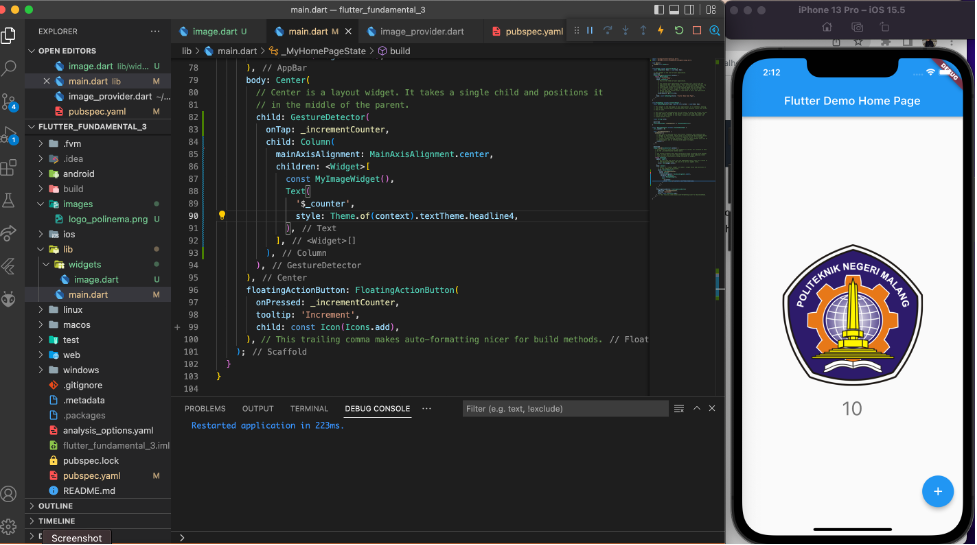 main.dart — flutter_fundamental_3
EXPLORER
OPEN EDITORS
image.dart lib/wid... U
main.dart lib M
image_provider.dart ~/...
pubspec.yaml M
FLUTTER_FUNDAMENTAL_3
.fvm
.idea
android
build
images
logo_polinema.png U
ios
lib
widgets
image.dart U
main.dart M
linux
macos
test
web
windows
.gitignore
.metadata
.packages
analysis_options.yaml
flutter_fundamental_3.iml
pubspec.lock
pubspec.yaml M
README.md
OUTLINE
TIMELINE
Screenshot
4
1
image.dart U
main.dart M
image_provider.dart
pubspec.yaml
lib > main.dart > _MyHomePageState > build
78 ), // AppBar
79 body: Center(
80 // Center is a layout widget. It takes a single child and positions it
81 // in the middle of the parent.
82 child: GestureDetector(
83 onTap: _incrementCounter,
84 child: Column(
85 mainAxisAlignment: MainAxisAlignment.center,
86 children: <Widget>[
87 const MyImageWidget(),
88 Text(
89 '$_counter',
90 style: Theme.of(context).textTheme.headline4,
91 ), // Text
92 ], // <Widget>[]
93 ), // Column
94 ), // GestureDetector
95 ), // Center
96 floatingActionButton: FloatingActionButton(
97 onPressed: _incrementCounter,
98 tooltip: 'Increment',
99 child: const Icon(Icons.add),
100 ), // This trailing comma makes auto-formatting nicer for build methods. // Float
101 ); // Scaffold
102 }
103 }
104
PROBLEMS OUTPUT TERMINAL DEBUG CONSOLE ... Filter (e.g. text, !exclude)
Restarted application in 223ms.
iPhone 13 Pro – iOS 15.5
2:12
DEBUG
Flutter Demo Home Page
POLITEKNIK NEGERI MALANG
10